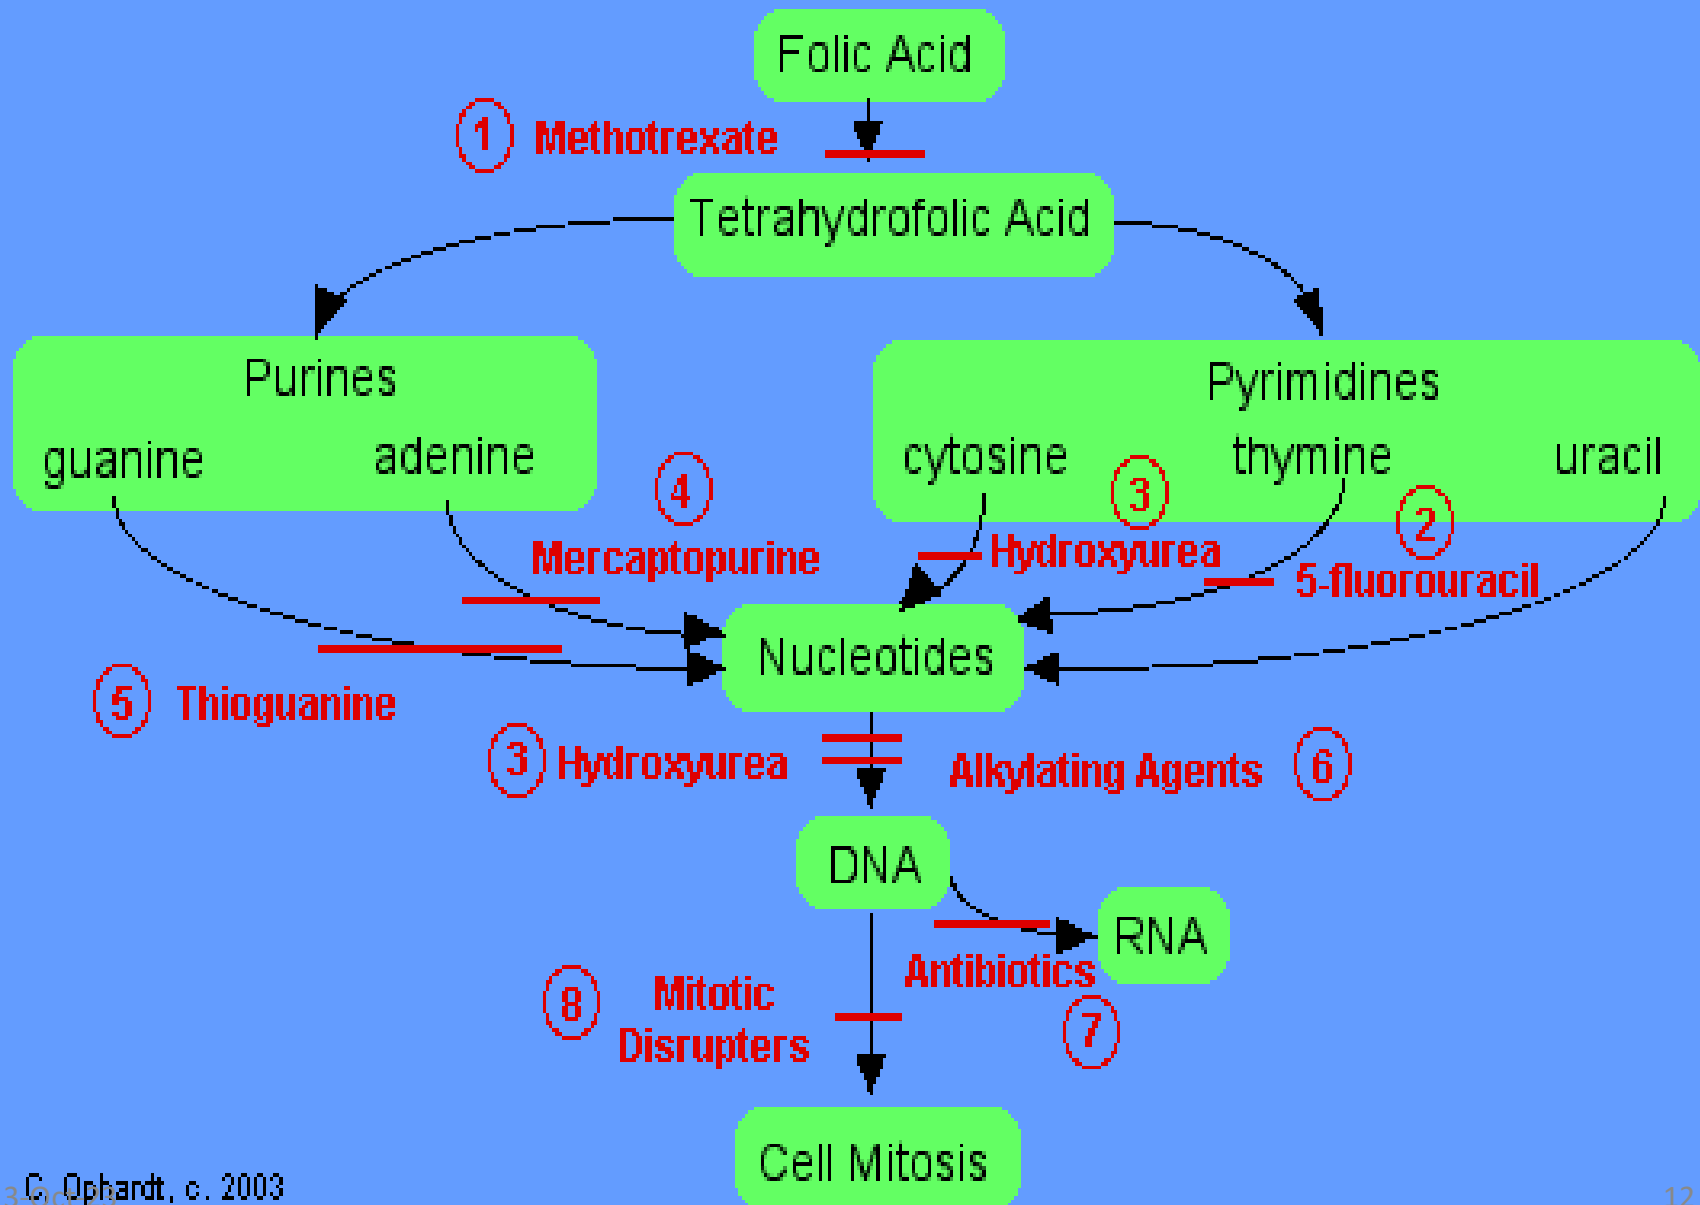 Folic Acid
1 Methotrexate
Tetrahydrofolic Acid
Purines
guanine adenine
Pyrimidines
cytosine thymine uracil
4
Mercaptopurine
3
Hydroxyurea
2
5-fluorouracil
Nucleotides
5 Thioguanine
3 Hydroxyurea
Alkylating Agents 6
DNA
RNA
Antibiotics
7
8 Mitotic
Disrupters
Cell Mitosis
C. Ophardt, c. 2003
12